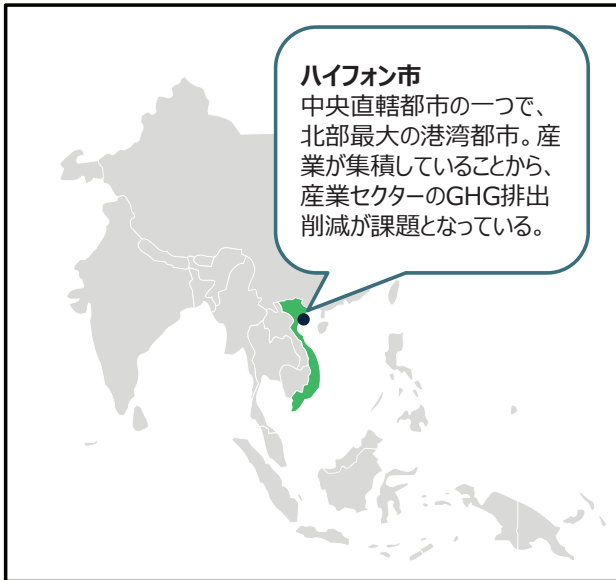 ハイフォン市
中央直轄都市の一つで、
北部最大の港湾都市。産
業が集積していることから、
産業セクターのGHG排出
削減が課題となっている。